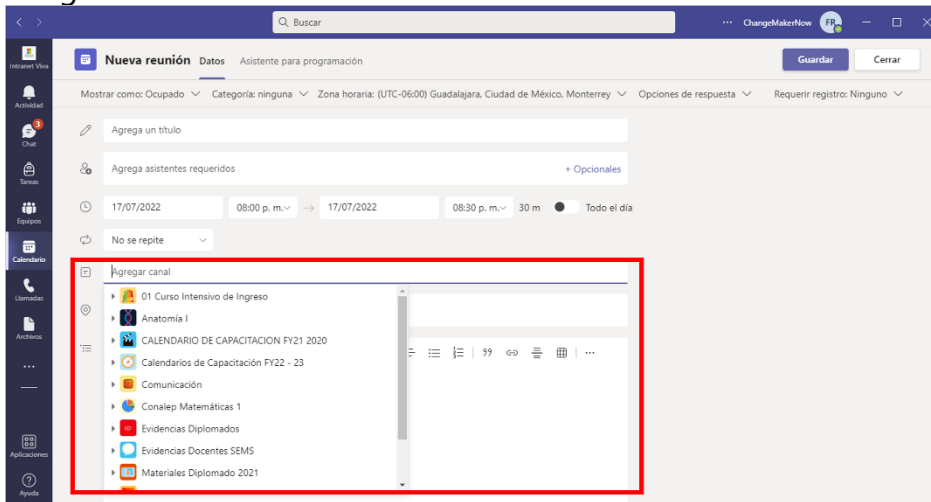 Buscar
ChangeMakerNow FR
Intranet Viva
Nueva reunión Datos Asistente para programación Guardar Cerrar
Mostrar como: Ocupado Categoría: ninguna Zona horaria: (UTC-06:00) Guadalajara, Ciudad de México, Monterrey Opciones de respuesta Requerir registro: Ninguno
Actividad
Agrega un título
3
Chat
Agrega asistentes requeridos + Opcionales
Tareas
17/07/2022 08:00 p. m. → 17/07/2022 08:30 p. m. 30 m Todo el día
Equipos
No se repite
Calendario
Agregar canal
Llamadas
01 Curso Intensivo de Ingreso
Anatomía I
Archivos
CALENDARIO DE CAPACITACION FY21 2020
Calendarios de Capacitación FY22 - 23
Comunicación
Conalep Matemáticas 1
ED Evidencias Diplomados
Evidencias Docentes SEMS
Aplicaciones
Materiales Diplomado 2021
Ayuda